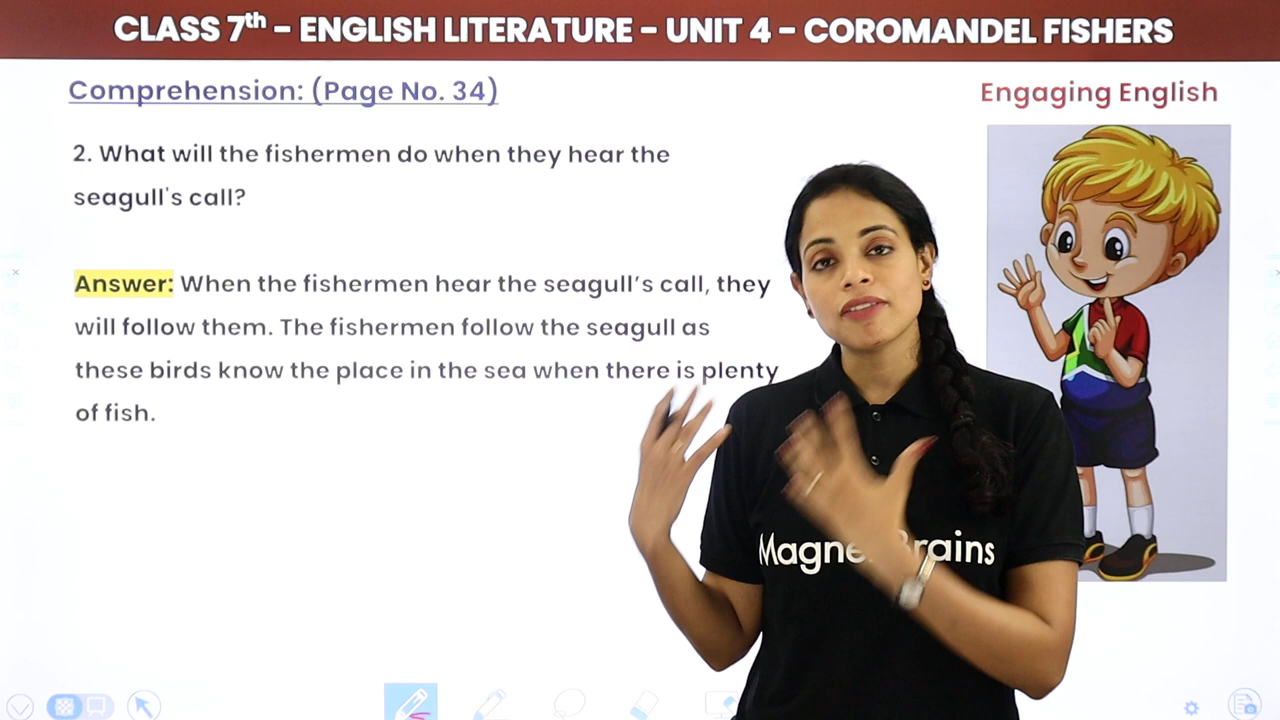 CLASS 7th - ENGLISH LITERATURE - UNIT 4 - COROMANDEL FISHERS
Comprehension: (Page No. 34)
Engaging English
2. What will the fishermen do when they hear the
seagull's call?
Answer: When the fishermen hear the seagull’s call, they
will follow them. The fishermen follow the seagull as
these birds know the place in the sea when there is plenty
of fish.